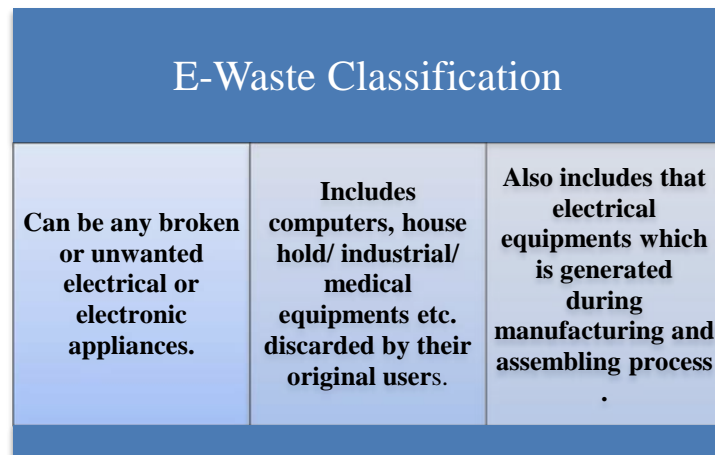 E-Waste Classification
Can be any broken
or unwanted
electrical or
electronic
appliances.
Includes
computers, house
hold/ industrial/
medical
equipments etc.
discarded by their
original users.
Also includes that
electrical
equipments which
is generated
during
manufacturing and
assembling process
.